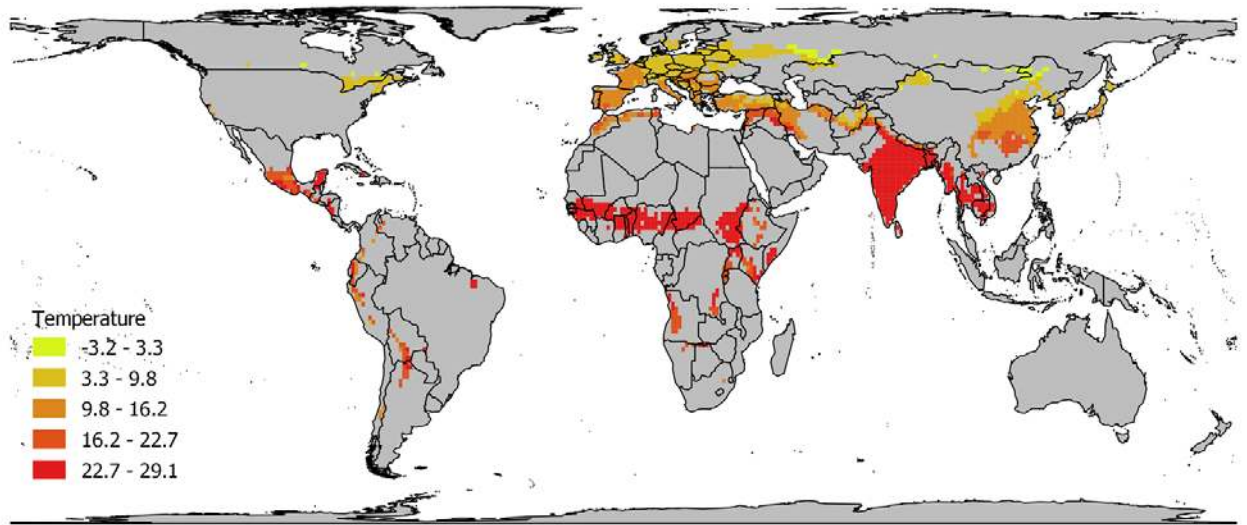 Temperature
-3.2 - 3.3
3.3 - 9.8
9.8 - 16.2
16.2 - 22.7
22.7 - 29.1